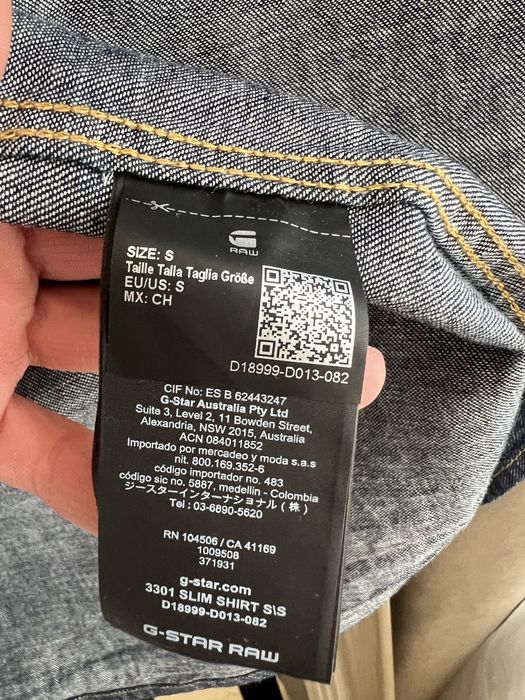 RAW
SIZE: S
Taille Talla Taglia Größe
EU/US: S
MX: CH
D18999-D013-082
CIF No: ES B 62443247
G-Star Australia Pty Ltd
Suite 3, Level 2, 11 Bowden Street,
Alexandria, NSW 2015, Australia
ACN 084011852
Importado por mercadeo y moda s.a.s
nit. 800.169.352-6
código importador no. 483
código sic no. 5887, medellin - Colombia
ジースターインターナショナル（株）
Tel : 03-6890-5620
RN 104506 / CA 41169
1009508
371931
g-star.com
3301 SLIM SHIRT S\S
D18999-D013-082
G-STAR RAW